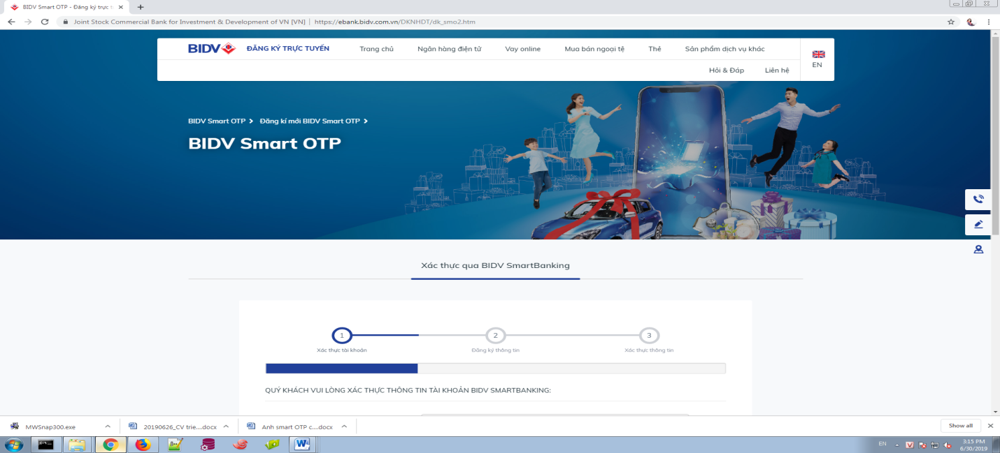 BIDV Smart OTP - Đăng ký trực t
Joint Stock Commercial Bank for Investment & Development of VN [VN] | https://ebank.bidv.com.vn/DKNHDT/dk_smo2.htm
BIDV ĐĂNG KÝ TRỰC TUYẾN Trang chủ Ngân hàng điện tử Vay online Mua bán ngoại tệ Thẻ Sản phẩm dịch vụ khác
EN
Hỏi & Đáp Liên hệ
BIDV Smart OTP > Đăng kí mới BIDV Smart OTP >
BIDV Smart OTP
Xác thực qua BIDV SmartBanking
1 2 3
Xác thực tài khoản Đăng ký thông tin Xác thực thông tin
QUÝ KHÁCH VUI LÒNG XÁC THỰC THÔNG TIN TÀI KHOẢN BIDV SMARTBANKING:
MWSnap300.exe 20190626_CV trie....docx Anh smart OTP c....docx Show all
EN 3:15 PM
6/30/2019